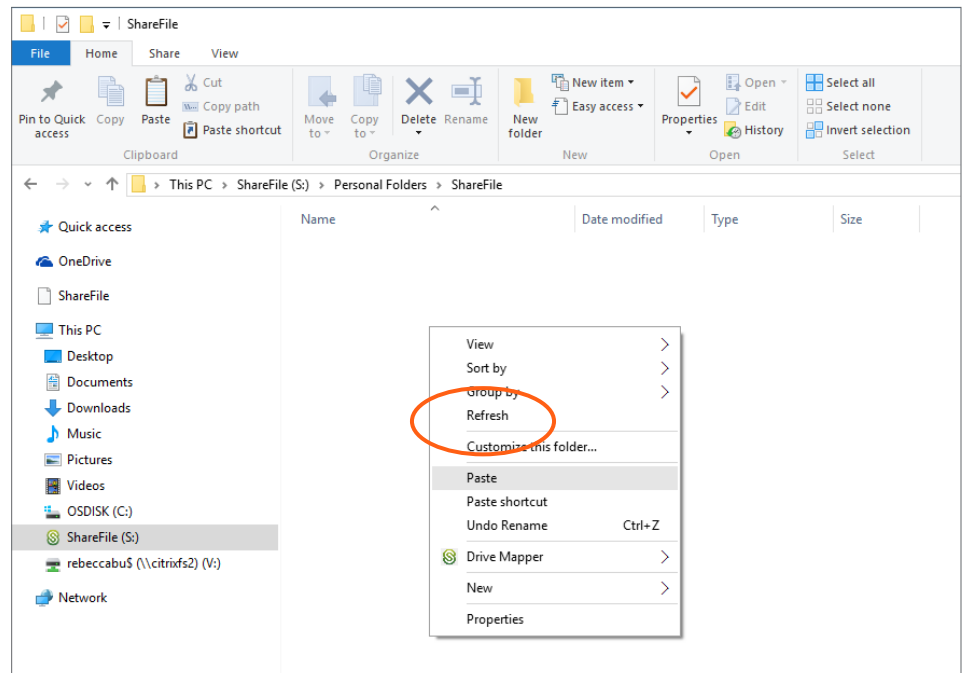 ShareFile
File Home Share View
Pin to Quick access
Copy
Paste
Cut
Copy path
Paste shortcut
Clipboard
Move to
Copy to
Delete
Rename
Organize
New folder
New item
Easy access
New
Properties
Open
Edit
History
Open
Select all
Select none
Invert selection
Select
This PC > ShareFile (S:) > Personal Folders > ShareFile
Name Date modified Type Size
Quick access
OneDrive
ShareFile
This PC
Desktop
Documents
Downloads
Music
Pictures
Videos
OSDISK (C:)
ShareFile (S:)
rebeccabu$ (\\citrixfs2) (V:)
Network
View
Sort by
Group by
Refresh
Customize this folder...
Paste
Paste shortcut
Undo Rename Ctrl+Z
Drive Mapper
New
Properties